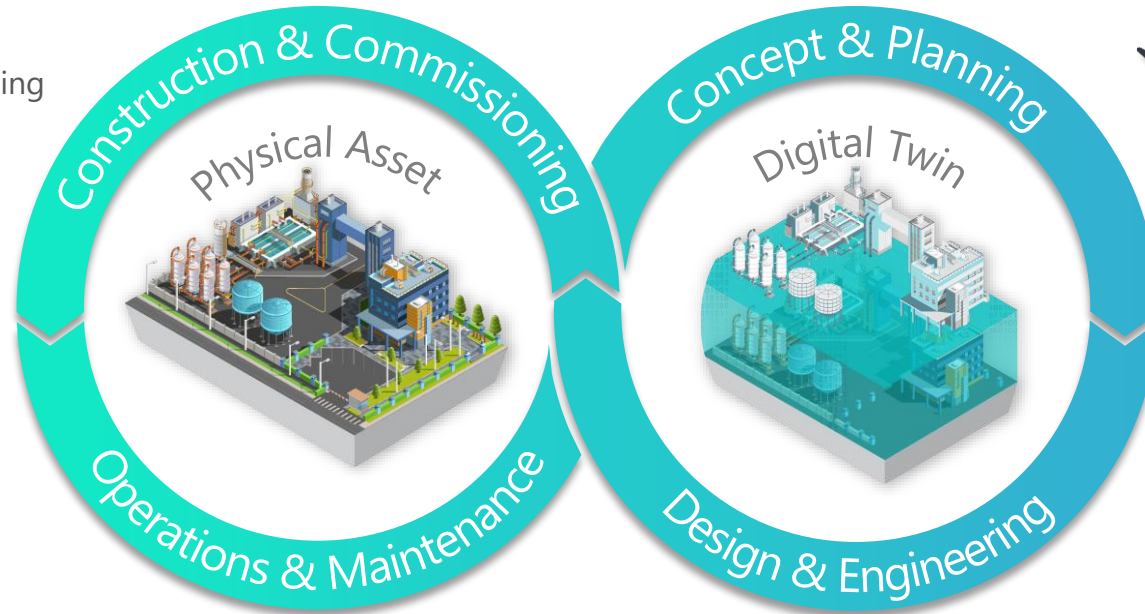 ing
Construction & Commissioning
Physical Asset
Operations & Maintenance
Concept & Planning
Digital Twin
Design & Engineering